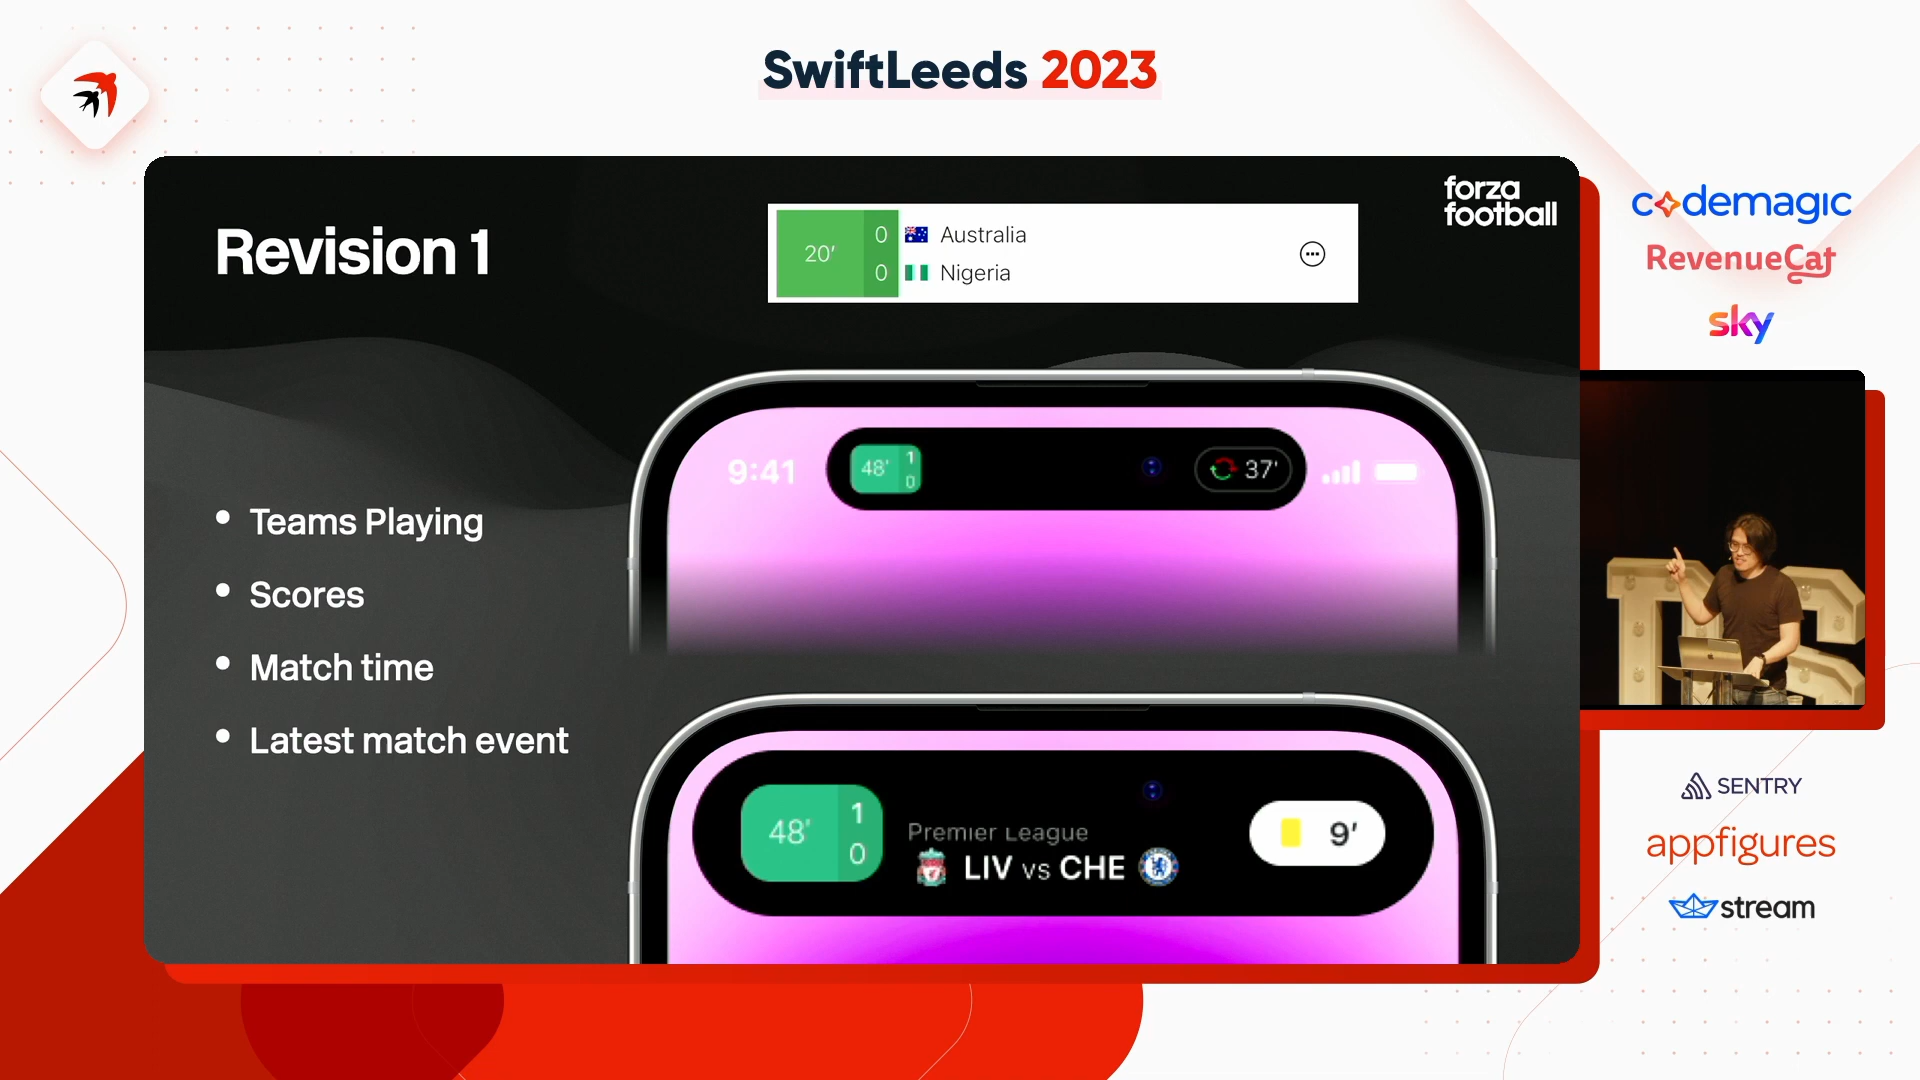 SwiftLeeds 2023
forza
football
Revision 1
20'
0
0
Australia
Nigeria
Teams Playing
Scores
Match time
Latest match event
9:41
48'
1
0
37'
48'
1
0
Premier League
LIV vs CHE
9'
codemagic
RevenueCat
sky
SENTRY
appfigures
stream